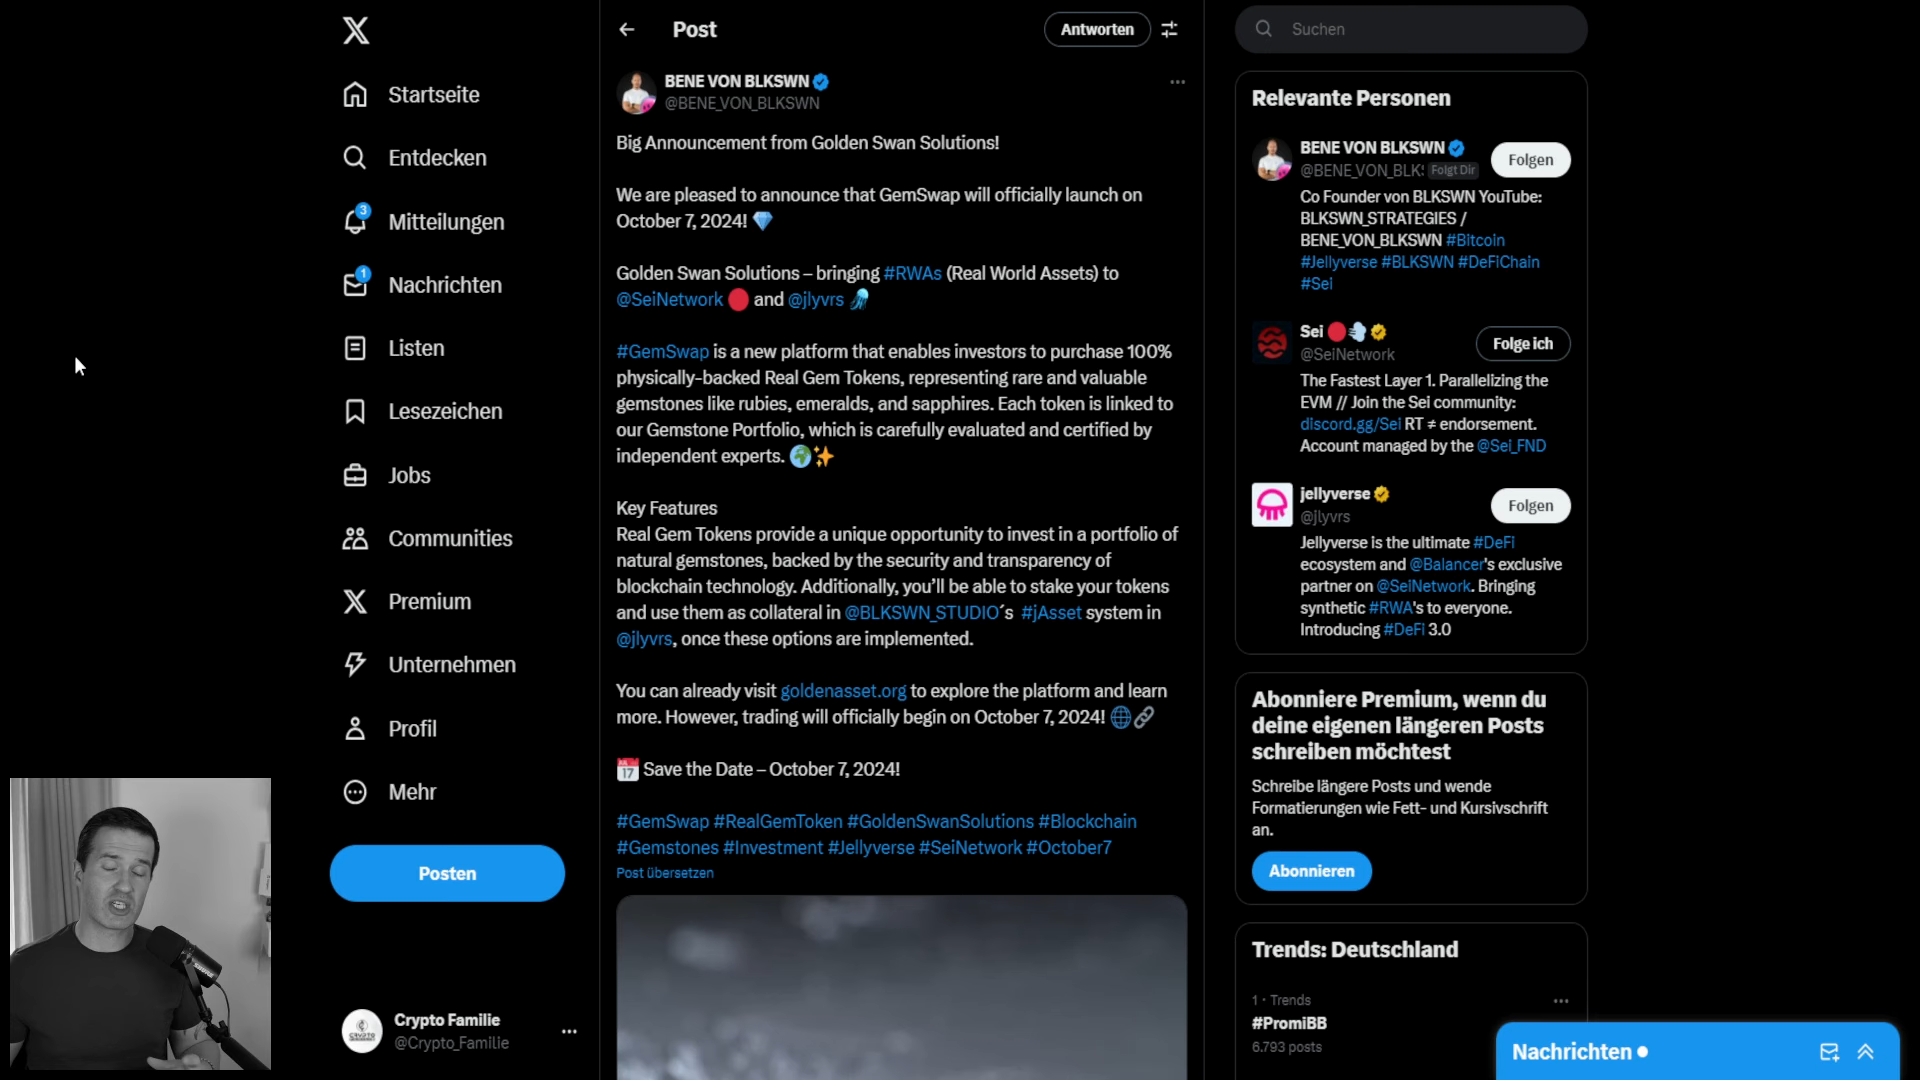 Startseite
Entdecken
3
Mitteilungen
1
Nachrichten
Listen
Lesezeichen
Jobs
Communities
Premium
Unternehmen
Profil
Mehr
Posten
Crypto Familie
@Crypto_Familie
Post
Antworten
BENE VON BLKSWN
@BENE_VON_BLKSWN
Big Announcement from Golden Swan Solutions!
We are pleased to announce that GemSwap will officially launch on
October 7, 2024! 💎
Golden Swan Solutions – bringing #RWAs (Real World Assets) to
@SeiNetwork 🔴 and @jlyvrs 🪼
#GemSwap is a new platform that enables investors to purchase 100%
physically-backed Real Gem Tokens, representing rare and valuable
gemstones like rubies, emeralds, and sapphires. Each token is linked to
our Gemstone Portfolio, which is carefully evaluated and certified by
independent experts. 🌍✨
Key Features
Real Gem Tokens provide a unique opportunity to invest in a portfolio of
natural gemstones, backed by the security and transparency of
blockchain technology. Additionally, you’ll be able to stake your tokens
and use them as collateral in @BLKSWN_STUDIO´s #jAsset system in
@jlyvrs, once these options are implemented.
You can already visit goldenasset.org to explore the platform and learn
more. However, trading will officially begin on October 7, 2024! 🌐🔗
📅 Save the Date – October 7, 2024!
#GemSwap #RealGemToken #GoldenSwanSolutions #Blockchain
#Gemstones #Investment #Jellyverse #SeiNetwork #October7
Post übersetzen
Suchen
Relevante Personen
BENE VON BLKSWN
@BENE_VON_BLK: Folgt Dir
Folgen
Co Founder von BLKSWN YouTube:
BLKSWN_STRATEGIES /
BENE_VON_BLKSWN #Bitcoin
#Jellyverse #BLKSWN #DeFiChain
#Sei
Sei 🔴💨
@SeiNetwork
Folge ich
The Fastest Layer 1. Parallelizing the
EVM // Join the Sei community:
discord.gg/Sei RT ≠ endorsement.
Account managed by the @Sei_FND
jellyverse
@jlyvrs
Folgen
Jellyverse is the ultimate #DeFi
ecosystem and @Balancer's exclusive
partner on @SeiNetwork. Bringing
synthetic #RWA's to everyone.
Introducing #DeFi 3.0
Abonniere Premium, wenn du
deine eigenen längeren Posts
schreiben möchtest
Schreibe längere Posts und wende
Formatierungen wie Fett- und Kursivschrift
an.
Abonnieren
Trends: Deutschland
1 · Trends
#PromiBB
6.793 posts
Nachrichten